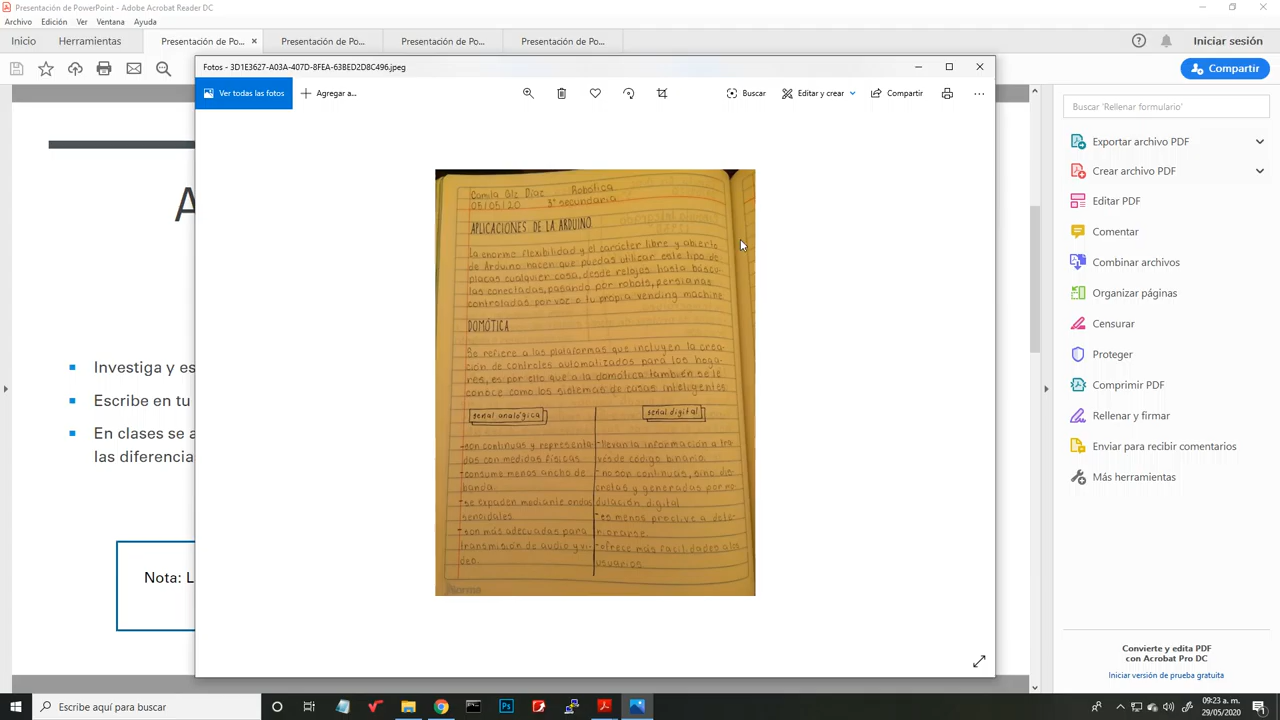 Presentación de PowerPoint - Adobe Acrobat Reader DC
Archivo Edición Ver Ventana Ayuda
Inicio Herramientas Presentación de Po... × Presentación de Po... Presentación de Po... Presentación de Po... Iniciar sesión
Compartir
Fotos - 3D1E3627-A03A-407D-8FEA-63BED2D8C496.jpeg
Ver todas las fotos Agregar a... Buscar Editar y crear Compartir
A
Investiga y es
Escribe en tu
En clases se a
las diferencia
Nota: L
Camila Glz Díaz Robótica
05/05/20 3° secundaria
APLICACIONES DE LA ARDUINO
La enorme flexibilidad y el carácter libre y abierto
de Arduino hacen que puedas utilizar este tipo de
placas cualquier cosa, desde relojes hasta báscu-
las conectadas, pasando por robots, persianas
controladas por voz o tu propia vending machine
DOMÓTICA
Se refiere a las plataformas que incluyen la crea-
ción de controles automatizados para los hoga-
res, es por ello que a la domótica también se le
conoce como los sistemas de casas inteligentes
señal analógica
-son continuas y representa-
das con medidas físicas
-consume menos ancho de
banda.
-se expaden mediante ondas
senoidales.
-son más adecuadas para
transmisión de audio y vi-
deo.
señal digital
-llevan la información a tra-
vés de código binario
-no son continuas, sino dis-
cretas y generadas por mo-
dulación digital
-es menos proclive a dete-
riorarse.
-ofrece más facilidades a los
usuarios
norma
Buscar 'Rellenar formulario'
Exportar archivo PDF
Crear archivo PDF
Editar PDF
Comentar
Combinar archivos
Organizar páginas
Censurar
Proteger
Comprimir PDF
Rellenar y firmar
Enviar para recibir comentarios
Más herramientas
Convierte y edita PDF
con Acrobat Pro DC
Iniciar versión de prueba gratuita
Escribe aquí para buscar
09:23 a. m.
29/05/2020